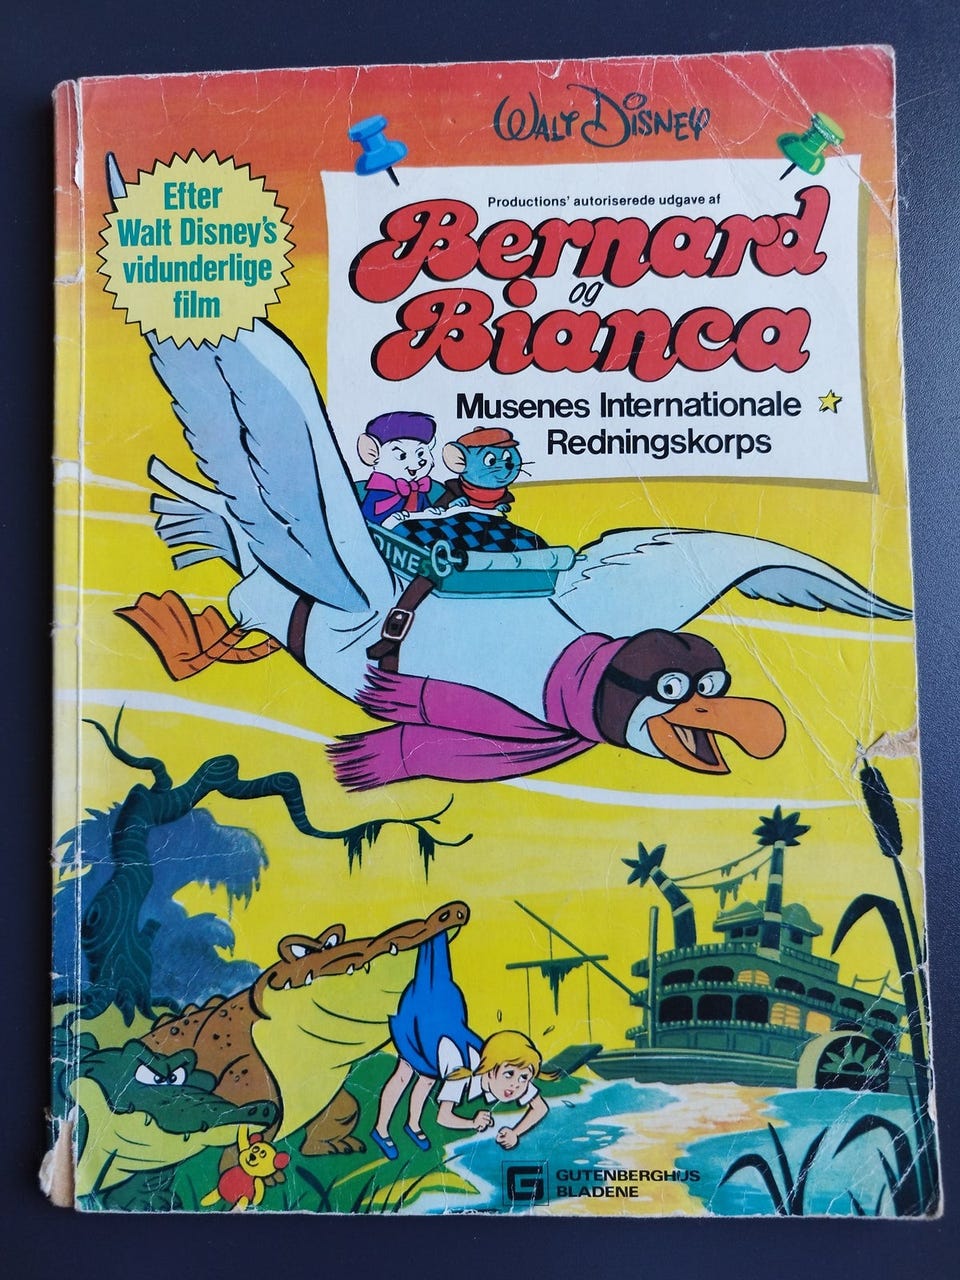 WALT DISNEY
Productions' autoriserede udgave af
Bernard
og
Bianca
Musenes Internationale
Redningskorps
Efter
Walt Disney's
vidunderlige
film
DINES
G
GUTENBERGHUS
BLADENE